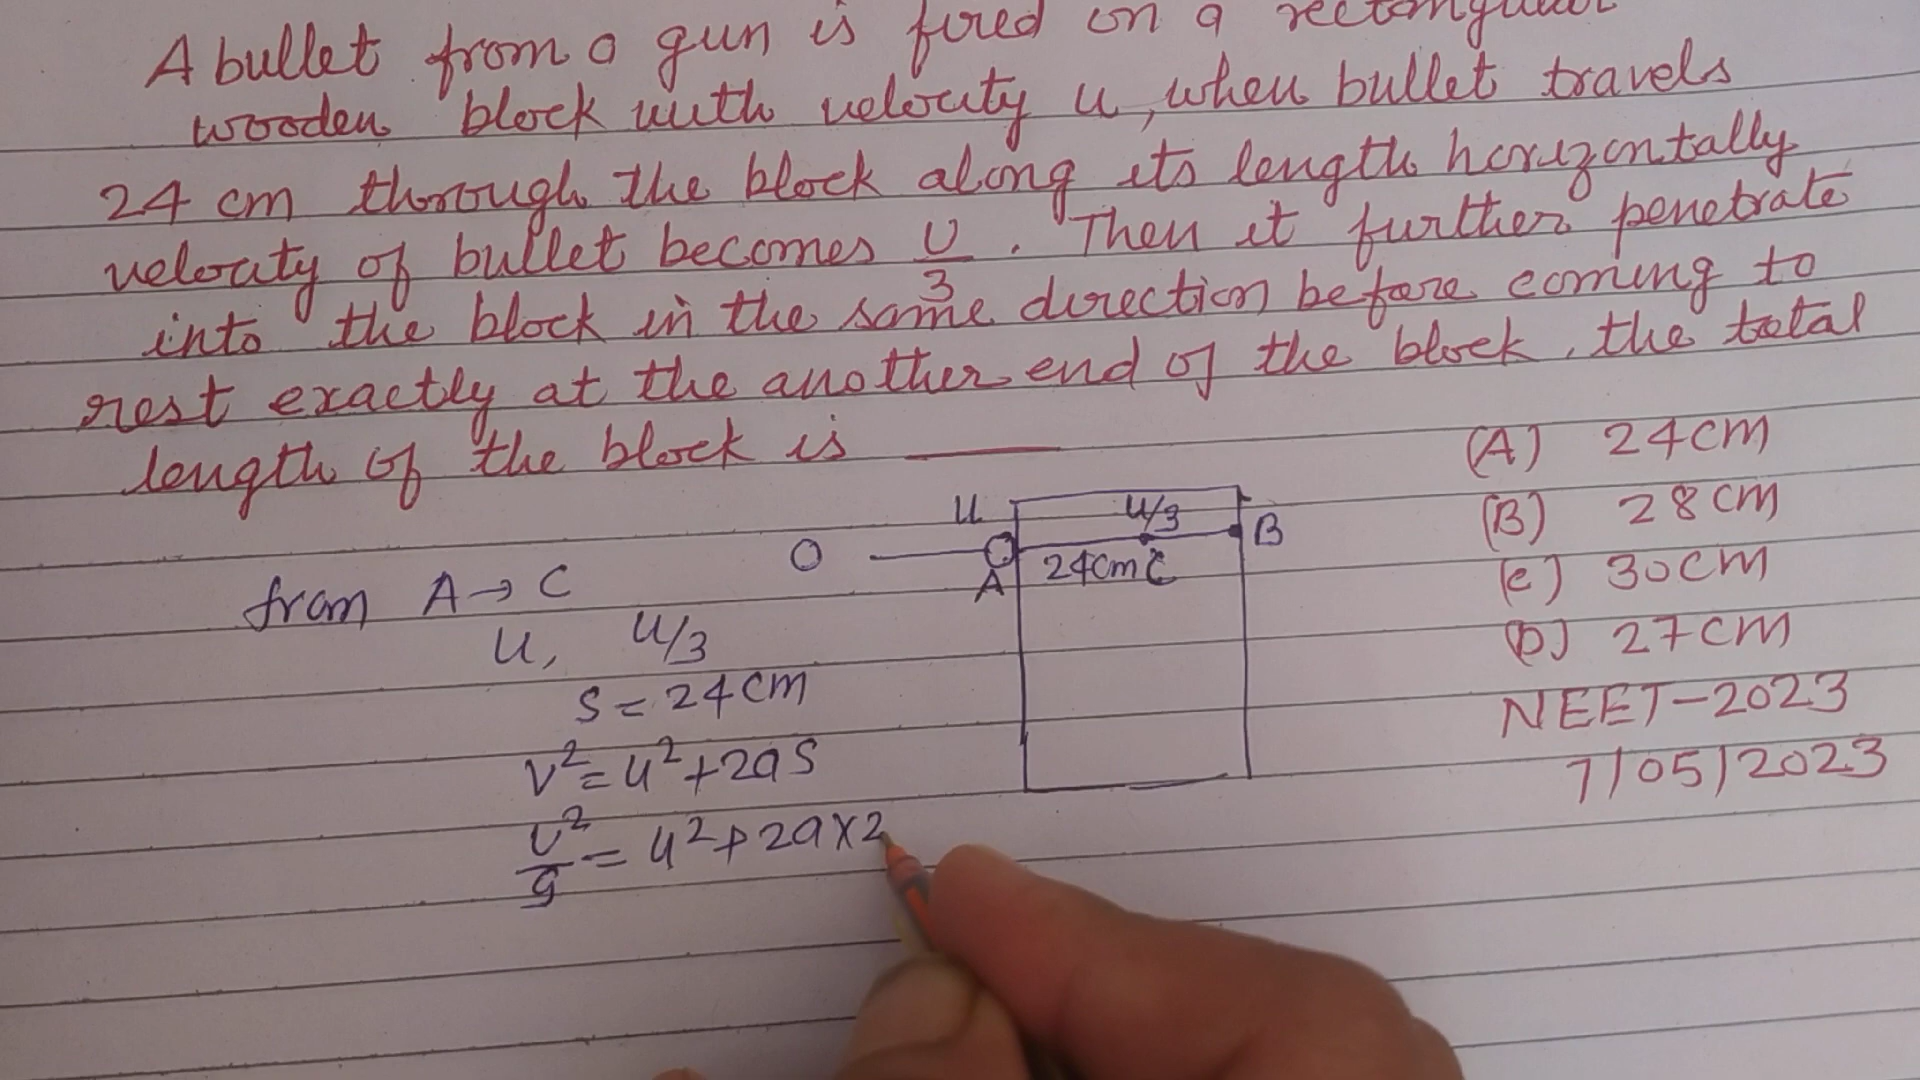 A bullet from a gun is fired on a rectangular
wooden block with velocity u, when bullet travels
24 cm through the block along its length horizontally
velocity of bullet becomes U/3. Then it further penetrate
into the block in the same direction before coming to
rest exactly at the another end of the block, the total
length of the block is ____
(A) 24cm
(B) 28cm
(C) 30cm
(D) 27cm
NEET-2023
7/05/2023
O u A 24cm C u/3 B
from A→C
u, u/3
S = 24cm
v²=u²+2as
u²/9 = u²+2a×2